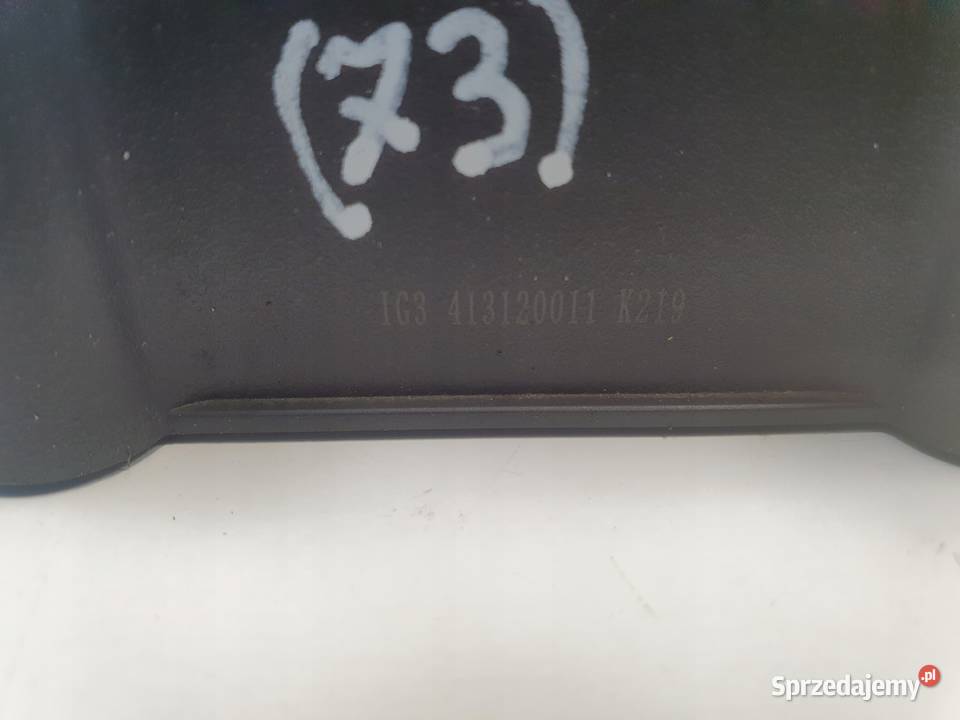 (73)
1G3 413120011 K219
Sprzedajemy.pl